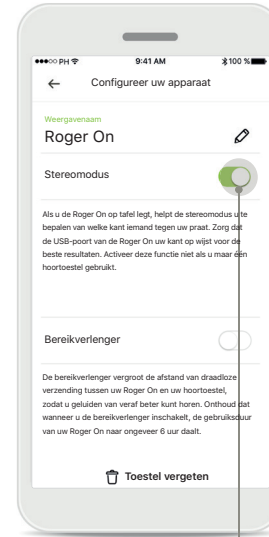 ●●●○○ PH 9:41 AM 100 %
Configureer uw apparaat
Weergavenaam
Roger On
Stereomodus
Als u de Roger On op tafel legt, helpt de stereomodus u te
bepalen van welke kant iemand tegen uw praat. Zorg dat
de USB-poort van de Roger On uw kant op wijst voor de
beste resultaten. Activeer deze functie niet als u maar één
hoortoestel gebruikt.
Bereikverlenger
De bereikverlenger vergroot de afstand van draadloze
verzending tussen uw Roger On en uw hoortoestel,
zodat u geluiden van veraf beter kunt horen. Onthoud dat
wanneer u de bereikverlenger inschakelt, de gebruiksduur
van uw Roger On naar ongeveer 6 uur daalt.
Toestel vergeten